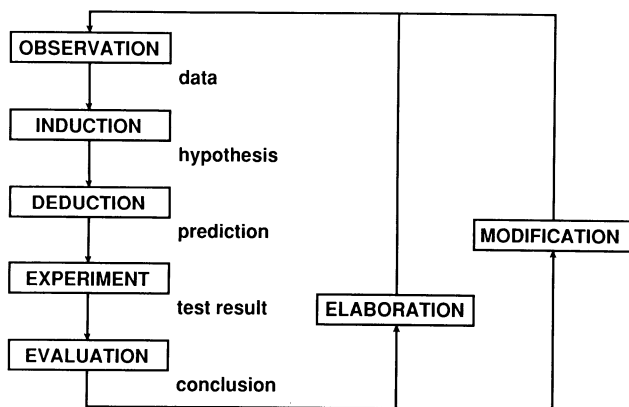 OBSERVATION
data
INDUCTION
hypothesis
DEDUCTION
prediction
MODIFICATION
EXPERIMENT
test result
ELABORATION
EVALUATION
conclusion